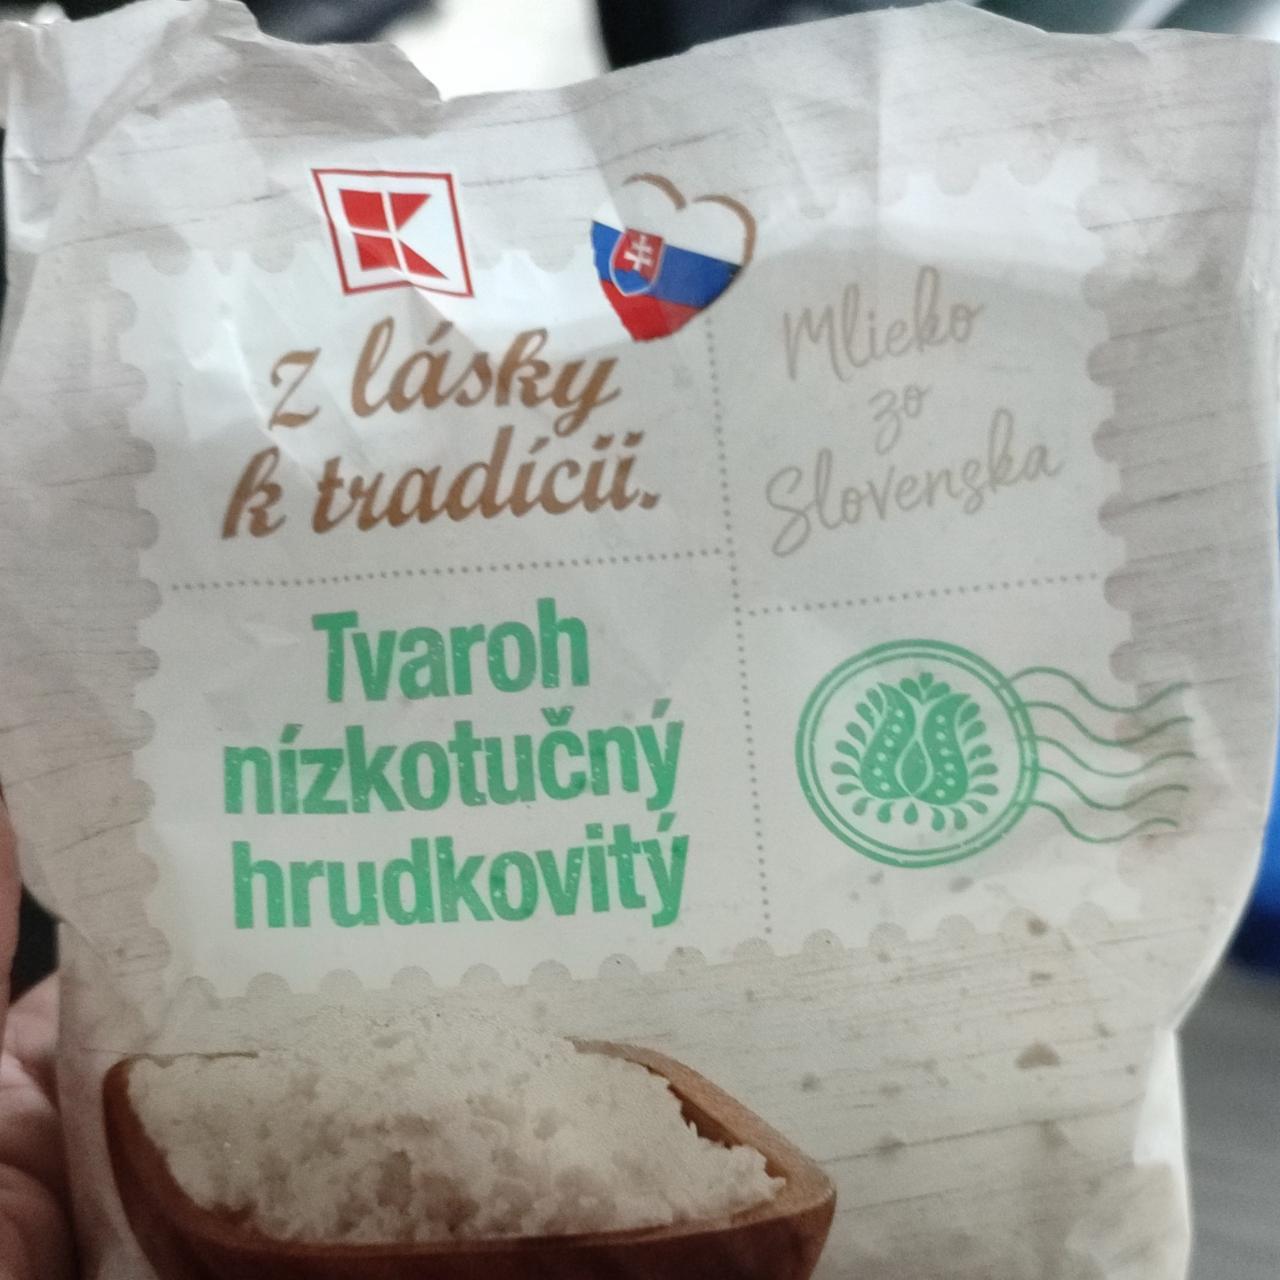 K
Z lásky
k tradícii.
Mlieko
zo
Slovenska
Tvaroh
nízkotučný
hrudkovitý